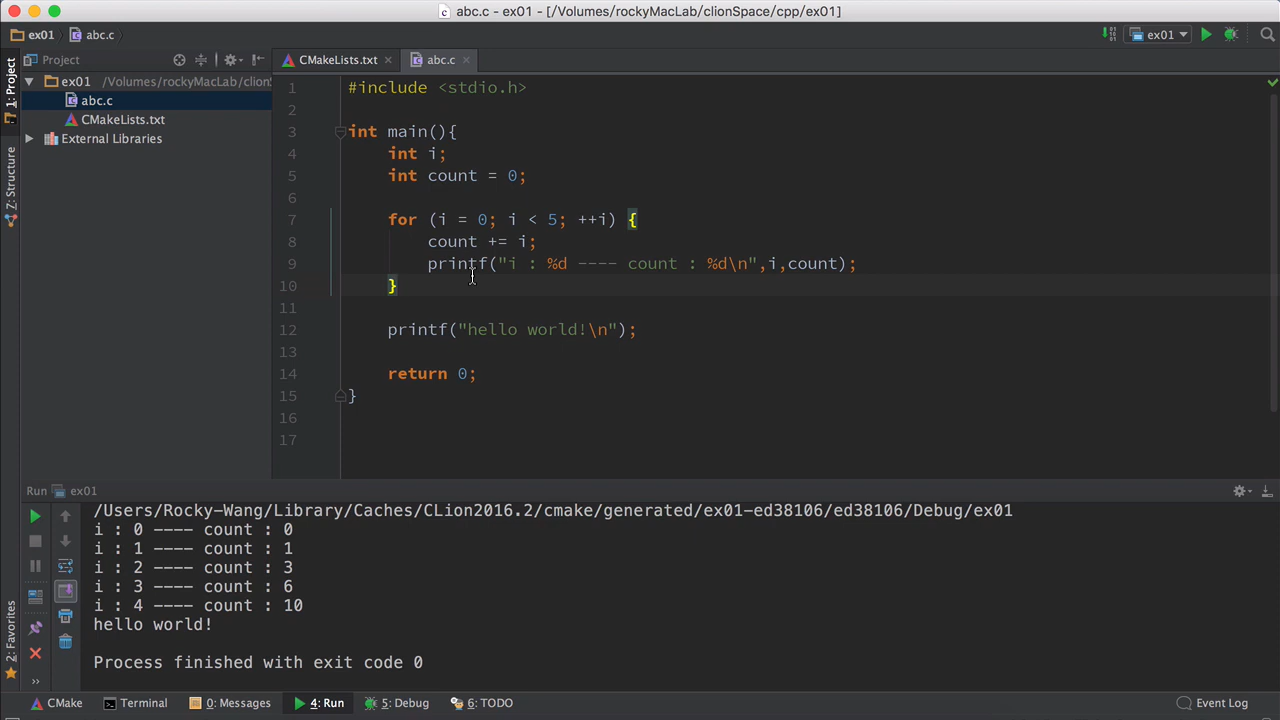 abc.c - ex01 - [/Volumes/rockyMacLab/clionSpace/cpp/ex01]
ex01
abc.c
ex01
Project
CMakeLists.txt
abc.c
1: Project
ex01 /Volumes/rockyMacLab/clionS
abc.c
CMakeLists.txt
External Libraries
Structure
2: Favorites
1 #include <stdio.h>
2
3 int main(){
4 int i;
5 int count = 0;
6
7 for (i = 0; i < 5; ++i) {
8 count += i;
9 printf("i : %d ---- count : %d\n",i,count);
10 }
11
12 printf("hello world!\n");
13
14 return 0;
15 }
16
17
Run ex01
/Users/Rocky-Wang/Library/Caches/CLion2016.2/cmake/generated/ex01-ed38106/ed38106/Debug/ex01
i : 0 ---- count : 0
i : 1 ---- count : 1
i : 2 ---- count : 3
i : 3 ---- count : 6
i : 4 ---- count : 10
hello world!
Process finished with exit code 0
CMake
Terminal
0: Messages
4: Run
5: Debug
6: TODO
Event Log